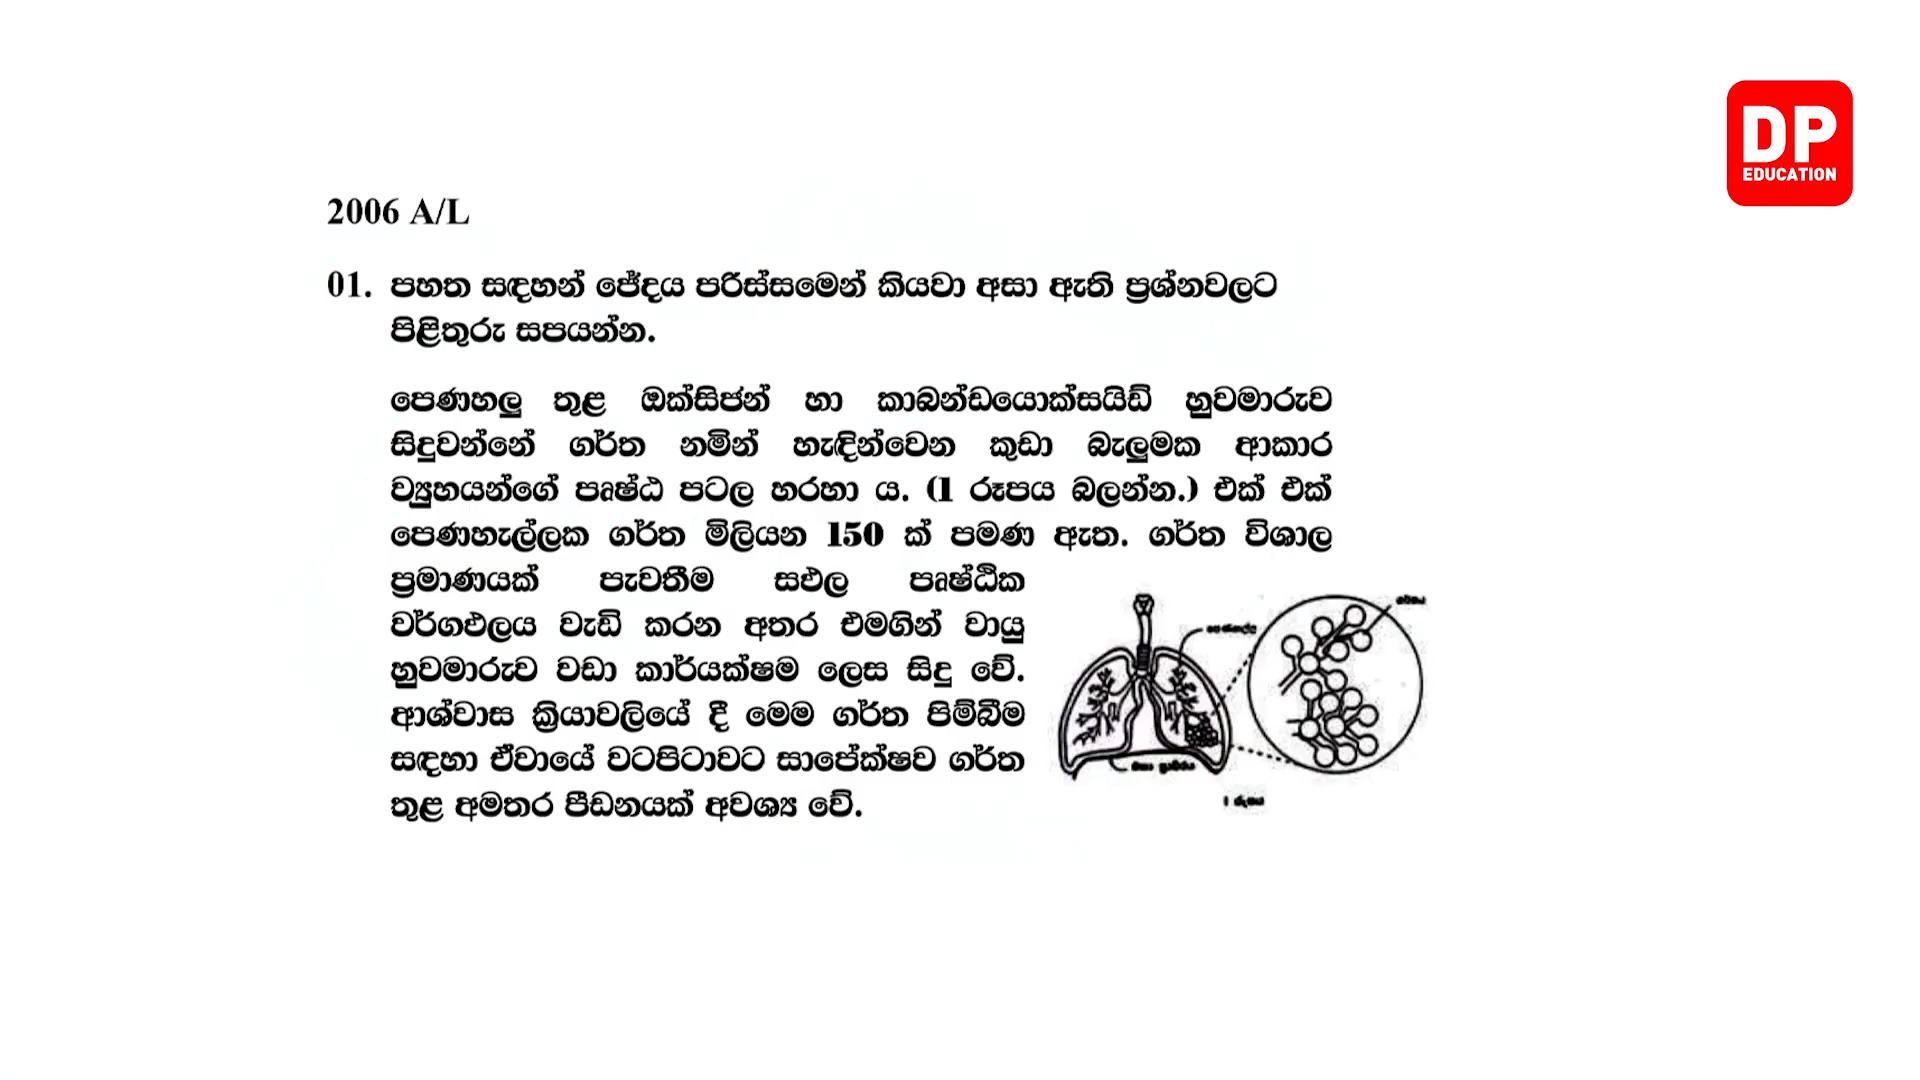 DP
EDUCATION
2006 A/L
01. පහත සඳහන් ඡේදය පරිස්සමෙන් කියවා අසා ඇති ප්‍රශ්නවලට
පිළිතුරු සපයන්න.
පෙණහලු තුළ ඔක්සිජන් හා කාබන්ඩයොක්සයිඩ් හුවමාරුව
සිදුවන්නේ ගර්ත නමින් හැඳින්වෙන කුඩා බැලුමක ආකාර
ව්‍යුහයන්ගේ පෘෂ්ඨ පටල හරහා ය. (1 රූපය බලන්න.) එක් එක්
පෙණහැල්ලක ගර්ත මිලියන 150 ක් පමණ ඇත. ගර්ත විශාල
ප්‍රමාණයක් පැවතීම සඵල පෘෂ්ඨික
වර්ගඵලය වැඩි කරන අතර එමගින් වායු
හුවමාරුව වඩා කාර්යක්ෂම ලෙස සිදු වේ.
ආශ්වාස ක්‍රියාවලියේ දී මෙම ගර්ත පිම්බීම
සඳහා ඒවායේ වටපිටාවට සාපේක්ෂව ගර්ත
තුළ අමතර පීඩනයක් අවශ්‍ය වේ.
1 රූපය